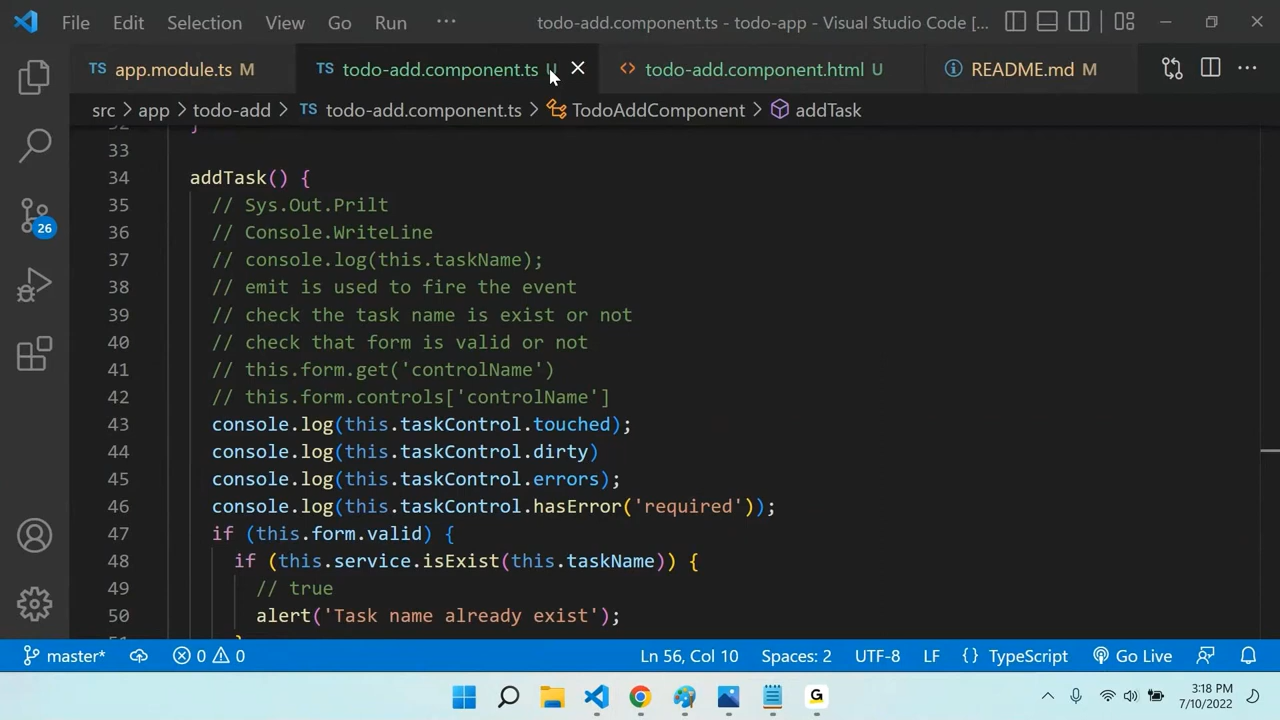 File Edit Selection View Go Run ··· todo-add.component.ts - todo-app - Visual Studio Code [...
TS app.module.ts M TS todo-add.component.ts U todo-add.component.html U README.md M ···
src > app > todo-add > TS todo-add.component.ts > TodoAddComponent > addTask
33
34 addTask() {
35 // Sys.Out.Prilt
36 // Console.WriteLine
37 // console.log(this.taskName);
38 // emit is used to fire the event
39 // check the task name is exist or not
40 // check that form is valid or not
41 // this.form.get('controlName')
42 // this.form.controls['controlName']
43 console.log(this.taskControl.touched);
44 console.log(this.taskControl.dirty)
45 console.log(this.taskControl.errors);
46 console.log(this.taskControl.hasError('required'));
47 if (this.form.valid) {
48 if (this.service.isExist(this.taskName)) {
49 // true
50 alert('Task name already exist');
26
master* 0 0 Ln 56, Col 10 Spaces: 2 UTF-8 LF {} TypeScript Go Live
G 3:18 PM
7/10/2022